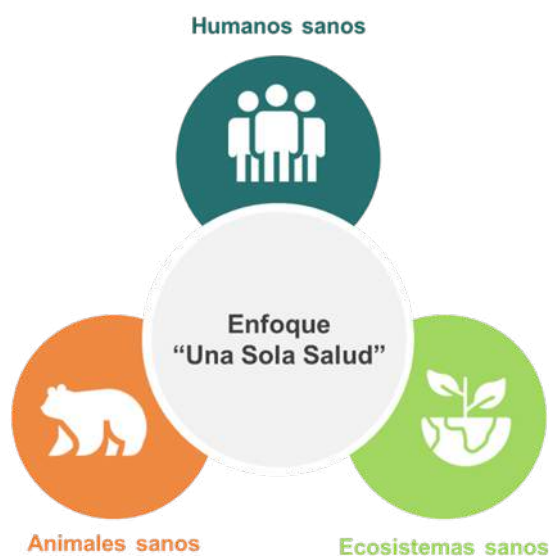 Humanos sanos
Enfoque
“Una Sola Salud”
Animales sanos
Ecosistemas sanos